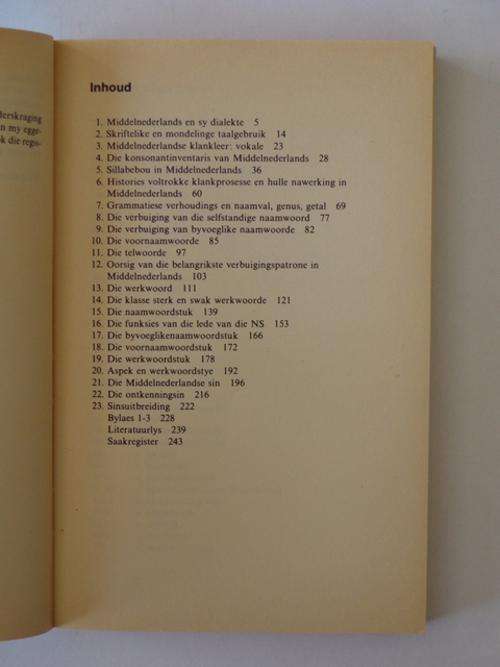 derskraging
n my egge-
k die regis-
Inhoud
1. Middelnederlands en sy dialekte 5
2. Skriftelike en mondelinge taalgebruik 14
3. Middelnederlandse klankleer: vokale 23
4. Die konsonantinventaris van Middelnederlands 28
5. Sillabebou in Middelnederlands 36
6. Histories voltrokke klankprosesse en hulle nawerking in
Middelnederlands 60
7. Grammatiese verhoudings en naamval, genus, getal 69
8. Die verbuiging van die selfstandige naamwoord 77
9. Die verbuiging van byvoeglike naamwoorde 82
10. Die voornaamwoorde 85
11. Die telwoorde 97
12. Oorsig van die belangrikste verbuigingspatrone in
Middelnederlands 103
13. Die werkwoord 111
14. Die klasse sterk en swak werkwoorde 121
15. Die naamwoordstuk 139
16. Die funksies van die lede van die NS 153
17. Die byvoeglikenaamwoordstuk 166
18. Die voornaamwoordstuk 172
19. Die werkwoordstuk 178
20. Aspek en werkwoordstye 192
21. Die Middelnederlandse sin 196
22. Die ontkenningsin 216
23. Sinsuitbreiding 222
Bylaes 1-3 228
Literatuurlys 239
Saakregister 243